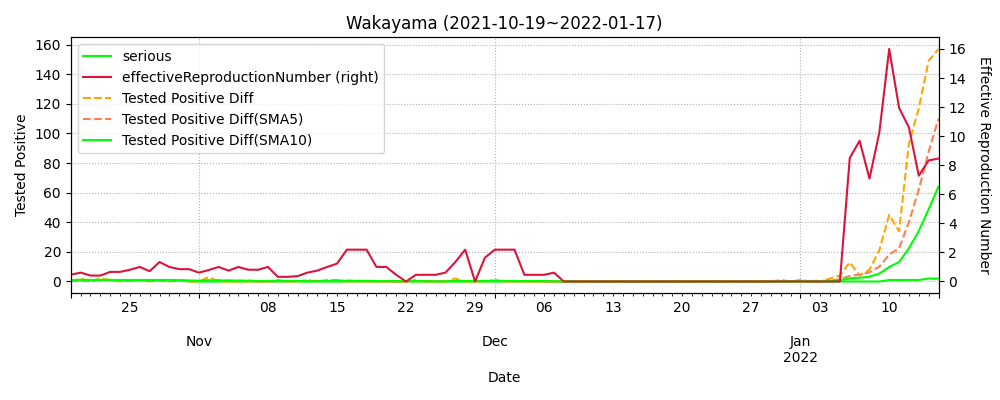 Wakayama (2021-10-19~2022-01-17)
serious
effectiveReproductionNumber (right)
Tested Positive Diff
Tested Positive Diff(SMA5)
Tested Positive Diff(SMA10)
Tested Positive
160
140
120
100
80
60
40
20
0
16
14
12
10
8
6
4
2
0
Effective Reproduction Number
25 08 15 22 29 06 13 20 27 03 10
Nov Dec Jan
2022
Date